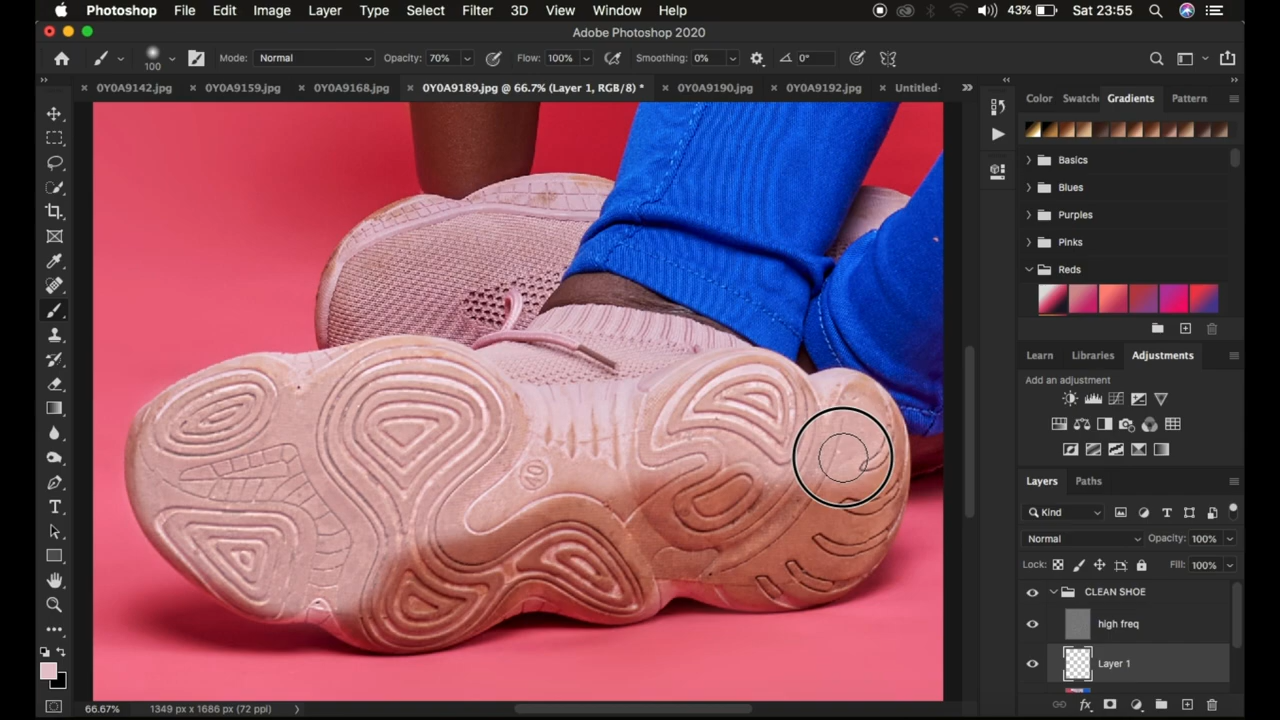 Photoshop File Edit Image Layer Type Select Filter 3D View Window Help 43% Sat 23:55
Adobe Photoshop 2020
100 Mode: Normal Opacity: 70% Flow: 100% Smoothing: 0% 0°
0Y0A9142.jpg 0Y0A9159.jpg 0Y0A9168.jpg 0Y0A9189.jpg @ 66.7% (Layer 1, RGB/8) * 0Y0A9190.jpg 0Y0A9192.jpg Untitled-
Color Swatch Gradients Pattern
Basics
Blues
Purples
Pinks
Reds
Learn Libraries Adjustments
Add an adjustment
40
Layers Paths
Kind
Normal Opacity: 100%
Lock: Fill: 100%
CLEAN SHOE
high freq
Layer 1
66.67% 1349 px x 1686 px (72 ppi)